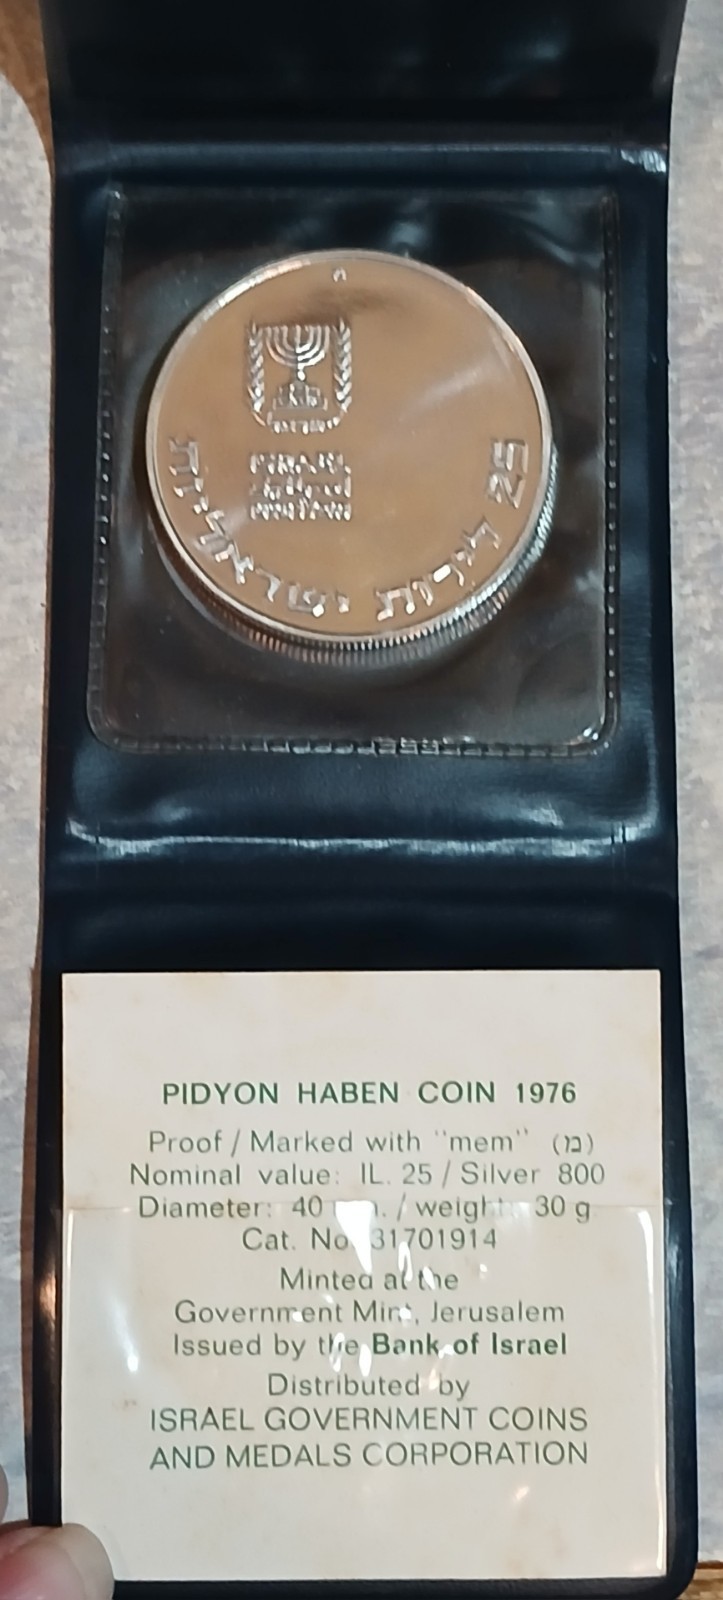 מ
ISRAEL
25 לירות ישראליות
PIDYON HABEN COIN 1976
Proof / Marked with "mem" (מ)
Nominal value: IL. 25 / Silver 800
Diameter: 40 / weight: 30 g
Cat. No. 31701914
Minted at the
Government Mint, Jerusalem
Issued by the Bank of Israel
Distributed by
ISRAEL GOVERNMENT COINS
AND MEDALS CORPORATION